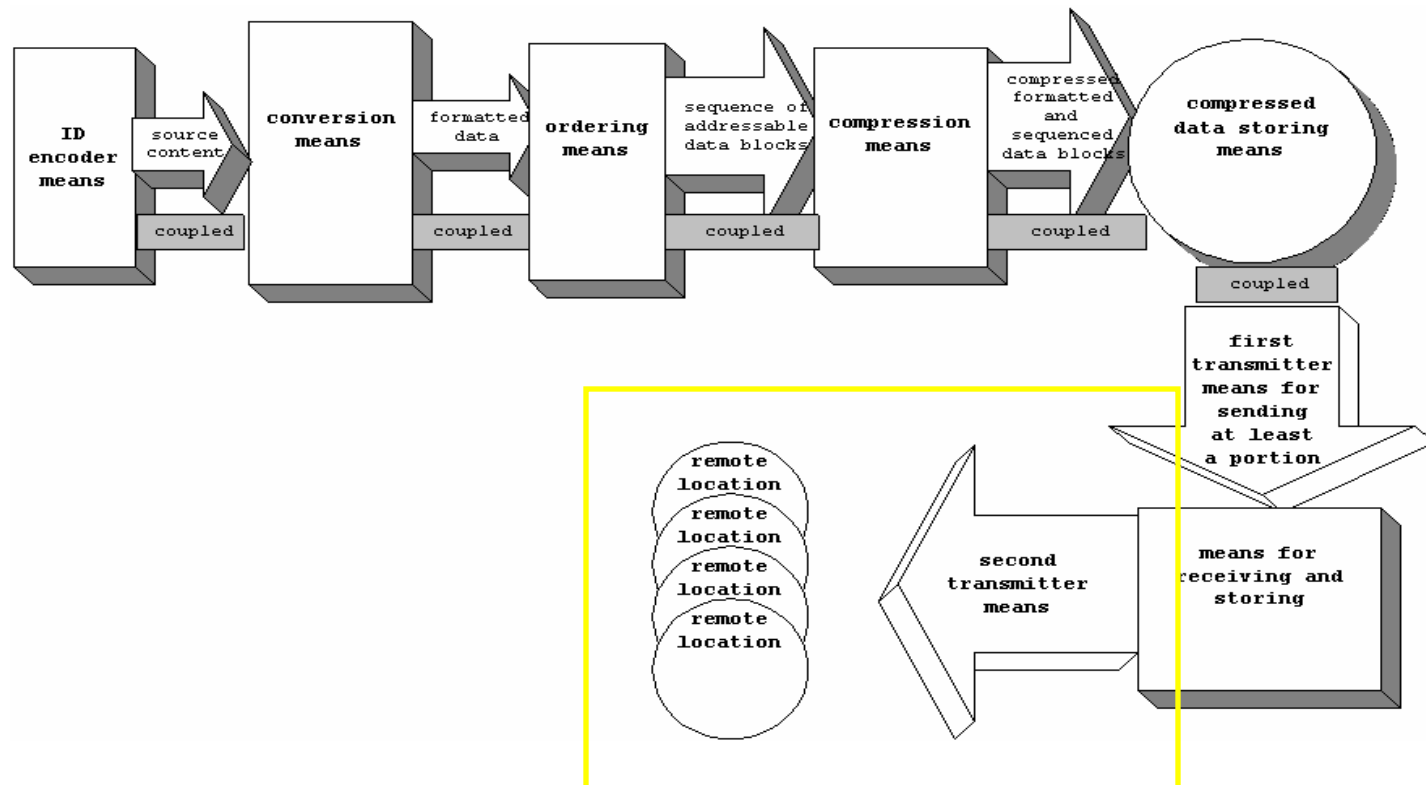 ID
encoder
means
source
content
coupled
conversion
means
formatted
data
coupled
ordering
means
sequence of
addressable
data blocks
coupled
compression
means
compressed
formatted
and
sequenced
data blocks
coupled
compressed
data storing
means
coupled
first
transmitter
means for
sending
at least
a portion
means for
receiving and
storing
second
transmitter
means
remote
location
remote
location
remote
location
remote
location